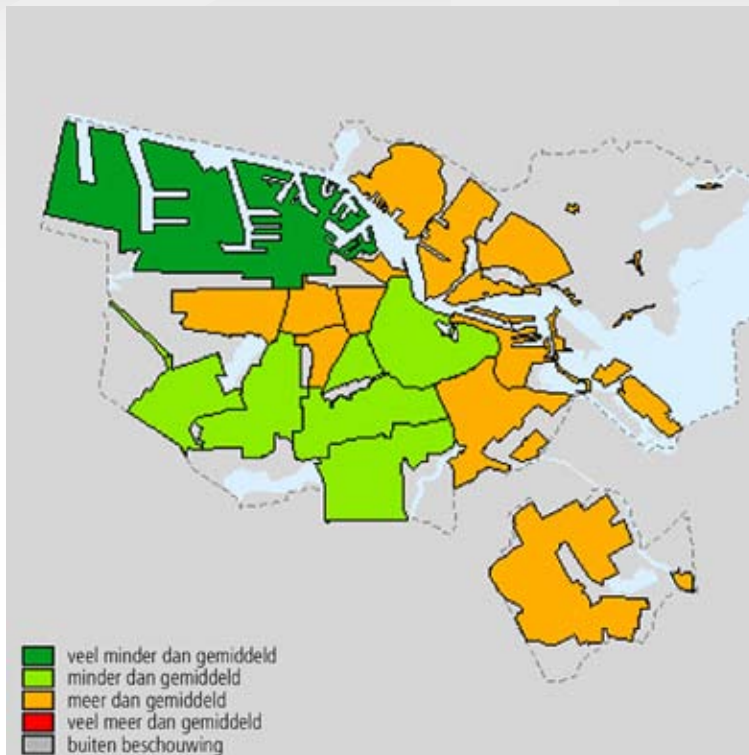 veel minder dan gemiddeld
minder dan gemiddeld
meer dan gemiddeld
veel meer dan gemiddeld
buiten beschouwing